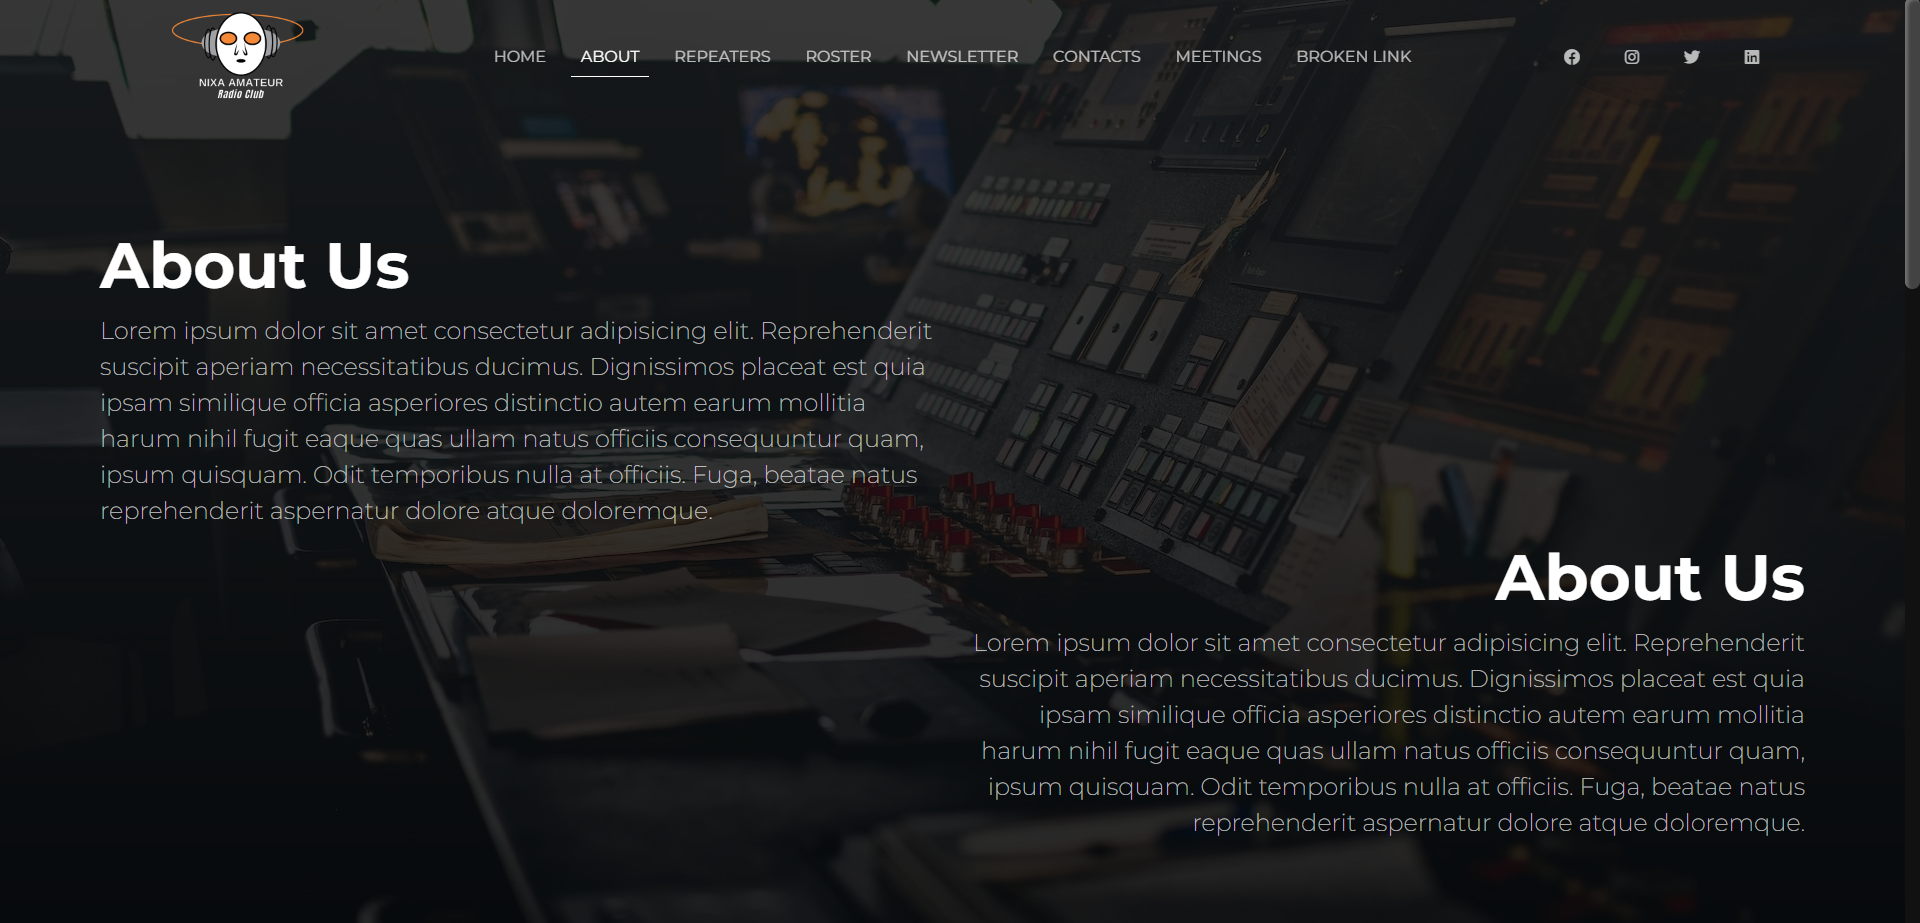 NIXA AMATEUR
Radio Club
HOME ABOUT REPEATERS ROSTER NEWSLETTER CONTACTS MEETINGS BROKEN LINK
About Us
Lorem ipsum dolor sit amet consectetur adipisicing elit. Reprehenderit
suscipit aperiam necessitatibus ducimus. Dignissimos placeat est quia
ipsam similique officia asperiores distinctio autem earum mollitia
harum nihil fugit eaque quas ullam natus officiis consequuntur quam,
ipsum quisquam. Odit temporibus nulla at officiis. Fuga, beatae natus
reprehenderit aspernatur dolore atque doloremque.
About Us
Lorem ipsum dolor sit amet consectetur adipisicing elit. Reprehenderit
suscipit aperiam necessitatibus ducimus. Dignissimos placeat est quia
ipsam similique officia asperiores distinctio autem earum mollitia
harum nihil fugit eaque quas ullam natus officiis consequuntur quam,
ipsum quisquam. Odit temporibus nulla at officiis. Fuga, beatae natus
reprehenderit aspernatur dolore atque doloremque.